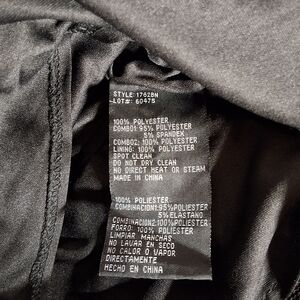 STYLE: 1762BN
LOT#: 60475
100% POLYESTER
COMBO1: 95% POLYESTER
5% SPANDEX
COMBO2: 100% POLYESTER
LINING: 100% POLYESTER
SPOT CLEAN
DO NOT DRY CLEAN
NO DIRECT HEAT OR STEAM
MADE IN CHINA
100% POLIESTER
COMBINACION1: 95% POLIESTER
5% ELASTANO
COMBINACION2: 100% POLIESTER
FORRO: 100% POLIESTER
LIMPIAR MANCHAS
NO LAVAR EN SECO
NO CALOR O VAPOR
DIRECTAMENTE
HECHO EN CHINA